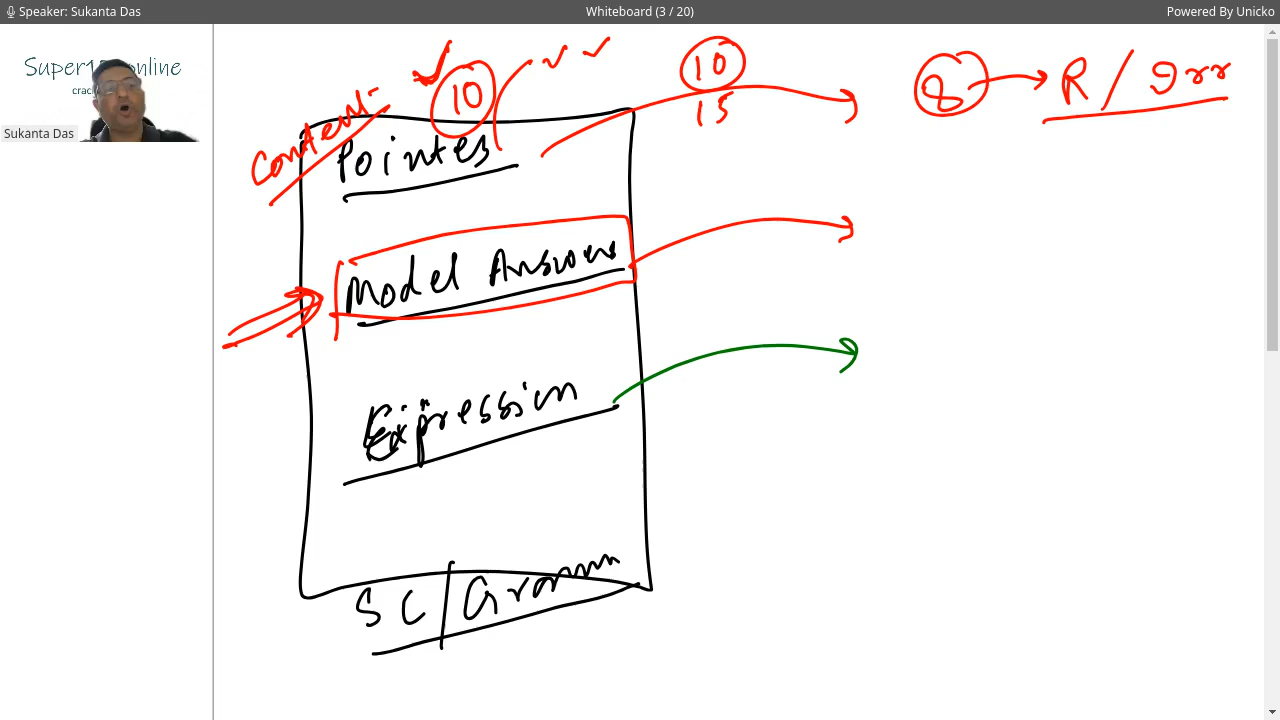 Speaker: Sukanta Das
Whiteboard (3 / 20)
Powered By Unicko
Sukanta Das
Content
10
10
15
8 → R / Irr
Pointes
Model Answer
Expression
SC/Gramm